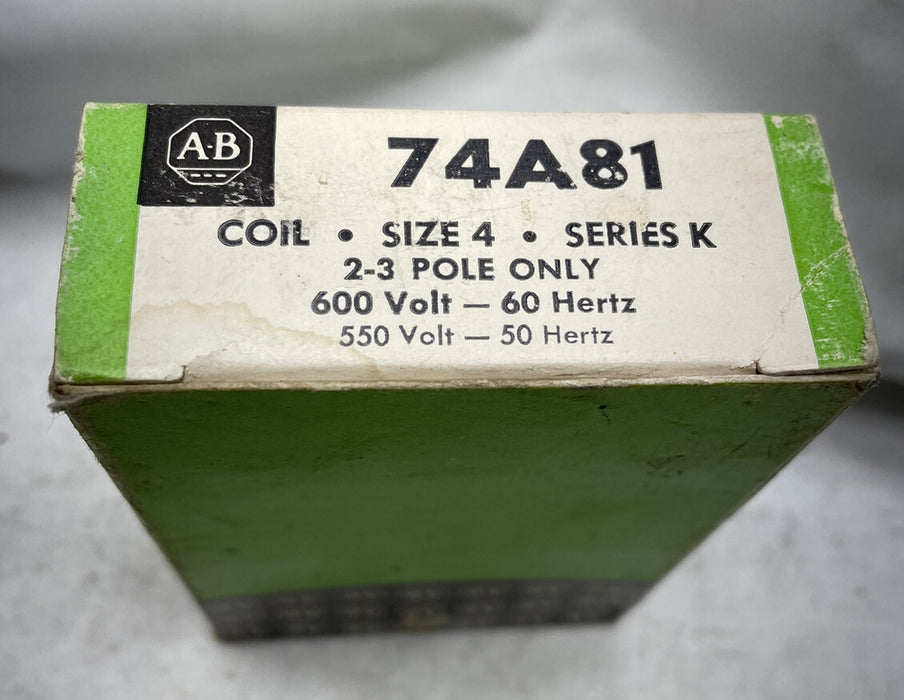 A·B
74A81
COIL • SIZE 4 • SERIES K
2-3 POLE ONLY
600 Volt — 60 Hertz
550 Volt — 50 Hertz